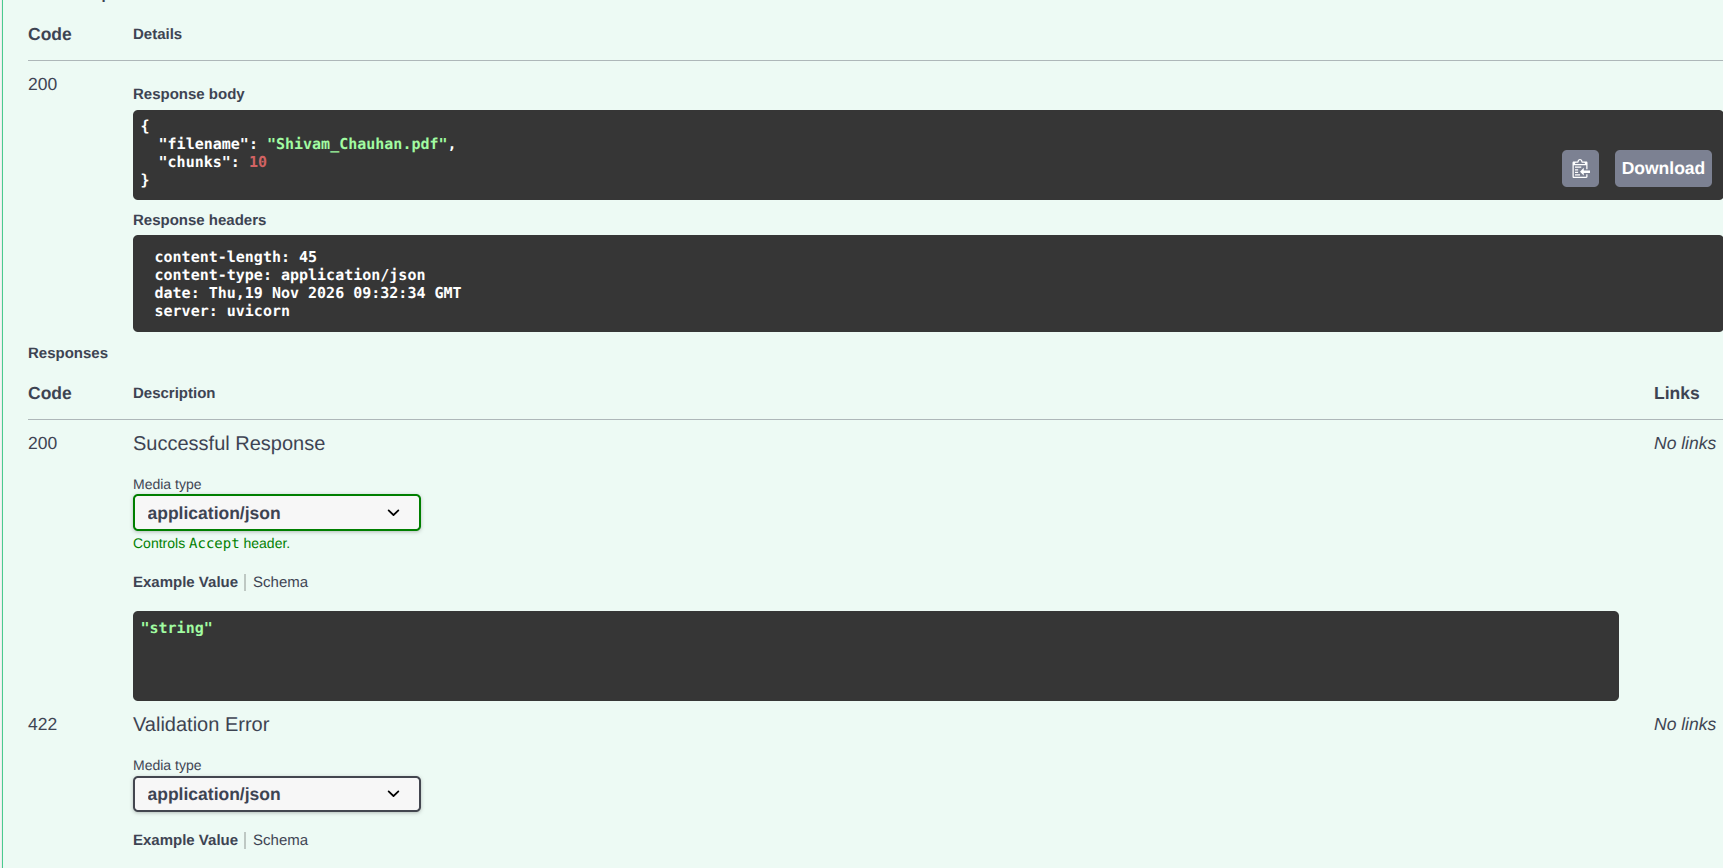 Code Details
200
Response body
{
  "filename": "Shivam_Chauhan.pdf",
  "chunks": 10
}
Download
Response headers
content-length: 45
content-type: application/json
date: Thu,19 Nov 2026 09:32:34 GMT
server: uvicorn
Responses
Code Description Links
200 Successful Response No links
Media type
application/json
Controls Accept header.
Example Value Schema
"string"
422 Validation Error No links
Media type
application/json
Example Value Schema